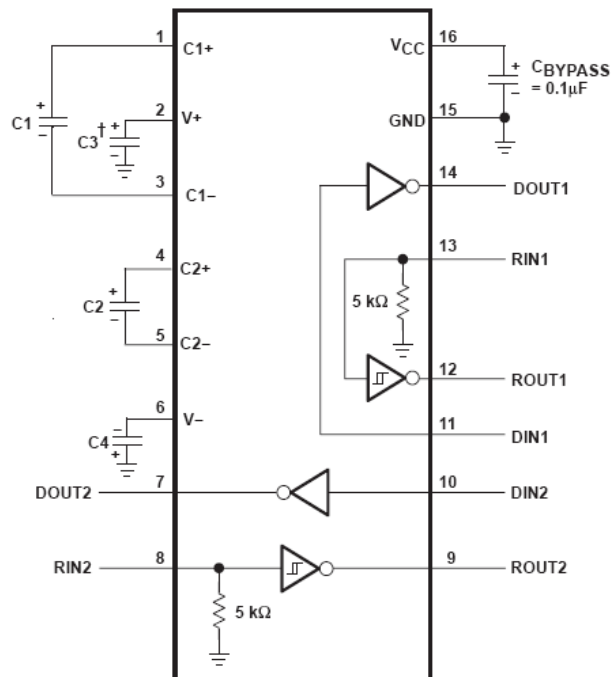 1
C1+
C1
+
−
2
V+
C3†
+
−
3
C1−
4
C2+
C2
+
−
5
C2−
6
V−
C4
−
+
DOUT2
7
RIN2
8
5 kΩ
16
VCC
+
−
CBYPASS
= 0.1μF
15
GND
14
DOUT1
13
RIN1
5 kΩ
12
ROUT1
11
DIN1
10
DIN2
9
ROUT2